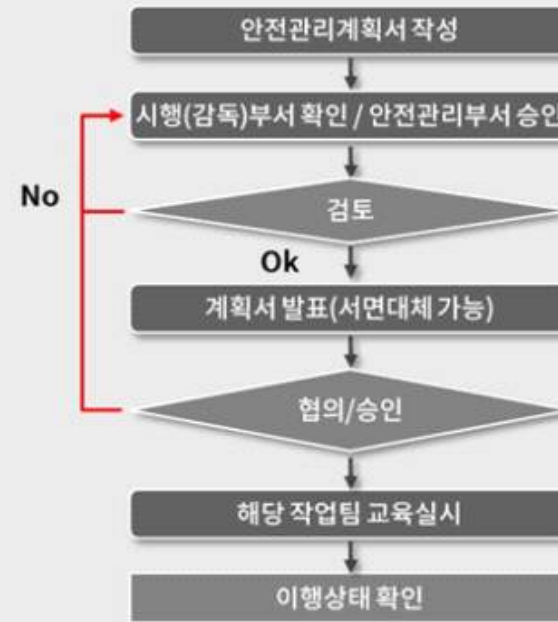 안전관리계획서 작성
시행(감독)부서 확인 / 안전관리부서 승인
No
검토
Ok
계획서 발표(서면대체 가능)
협의/승인
해당 작업팀 교육실시
이행상태 확인